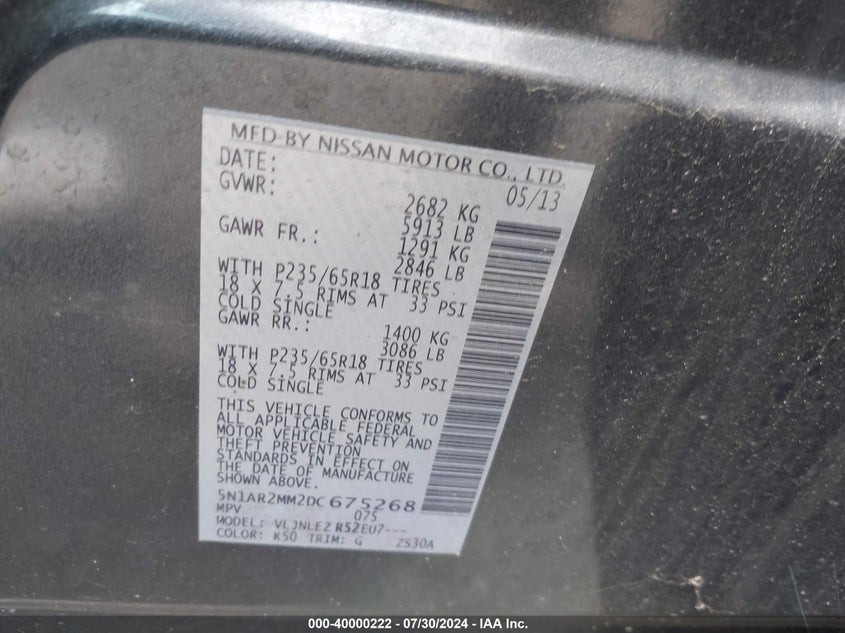 MFD BY NISSAN MOTOR CO., LTD.
DATE: 05/13
GVWR: 2682 KG
5913 LB
GAWR FR.: 1291 KG
2846 LB
WITH P235/65R18 TIRES
18 X 7.5 RIMS AT 33 PSI
COLD SINGLE
GAWR RR.: 1400 KG
3086 LB
WITH P235/65R18 TIRES
18 X 7.5 RIMS AT 33 PSI
COLD SINGLE
THIS VEHICLE CONFORMS TO
ALL APPLICABLE FEDERAL
MOTOR VEHICLE SAFETY AND
THEFT PREVENTION
STANDARDS IN EFFECT ON
THE DATE OF MANUFACTURE
SHOWN ABOVE.
5N1AR2MM2DC675268
MPV 075
MODEL: VLJNLEZ R52EU7---
COLOR: K50 TRIM: G ZS30A
000-40000222 - 07/30/2024 - IAA Inc.